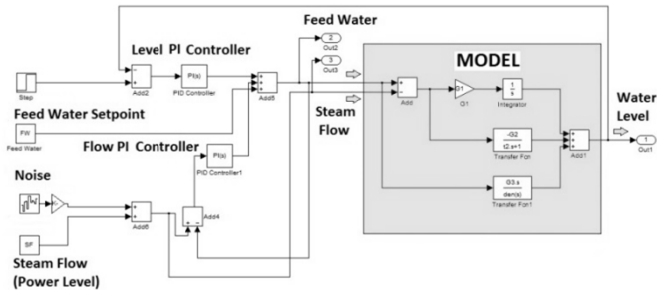 Feed Water
2
Out2
3
Out3
Level PI Controller
PI(s)
PID Controller
Step
Add2
Add5
Feed Water Setpoint
FW
Feed Water
Flow PI Controller
PI(s)
PID Controller1
Noise
Add4
Add6
SF
Steam Flow
(Power Level)
Steam
Flow
MODEL
Add
G1
G1
1
s
Integrator
-G2
t2.s+1
Transfer Fcn
G3.s
den(s)
Transfer Fcn1
Add1
Water
Level
1
Out1